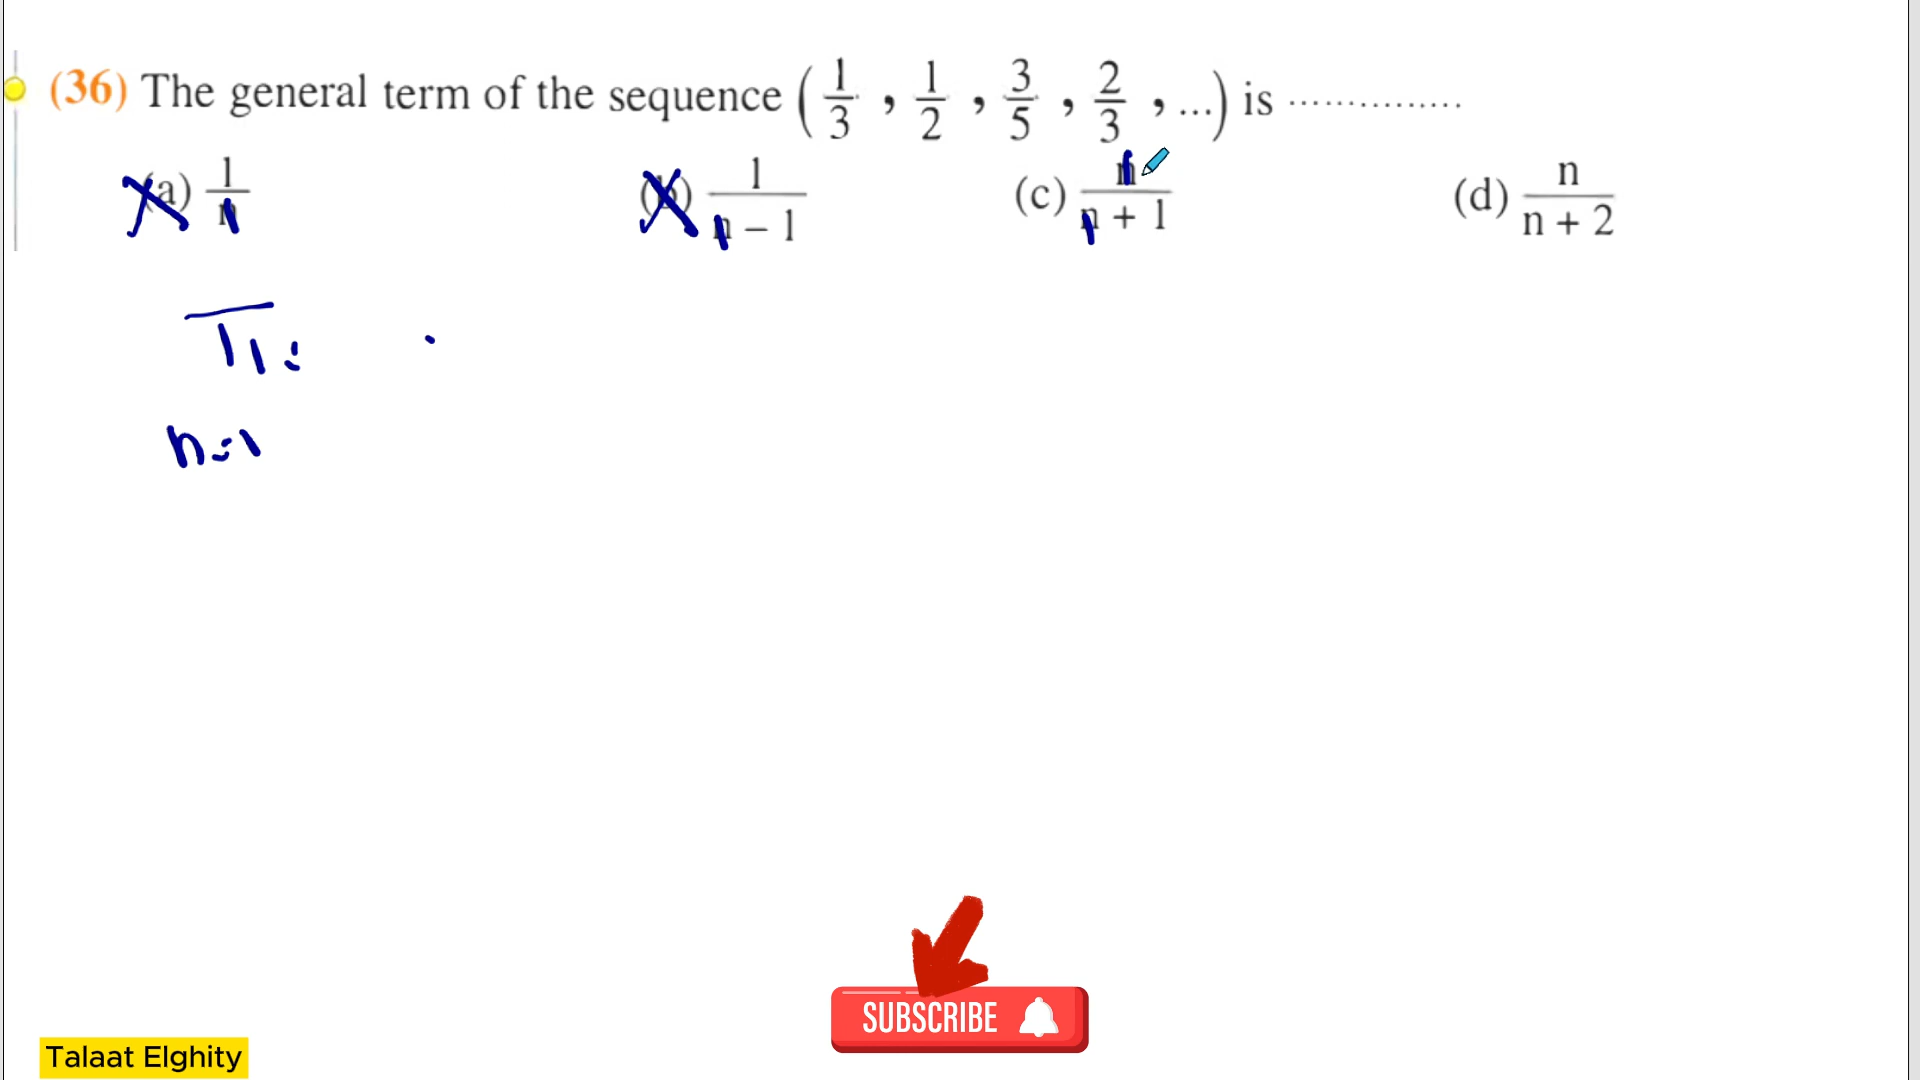 (36) The general term of the sequence (1/3 , 1/2 , 3/5 , 2/3 , ...) is ...............
(a) 1/n (b) 1/(n – 1) (c) n/(n + 1) (d) n/(n + 2)
T1 =
n=1
SUBSCRIBE
Talaat Elghity